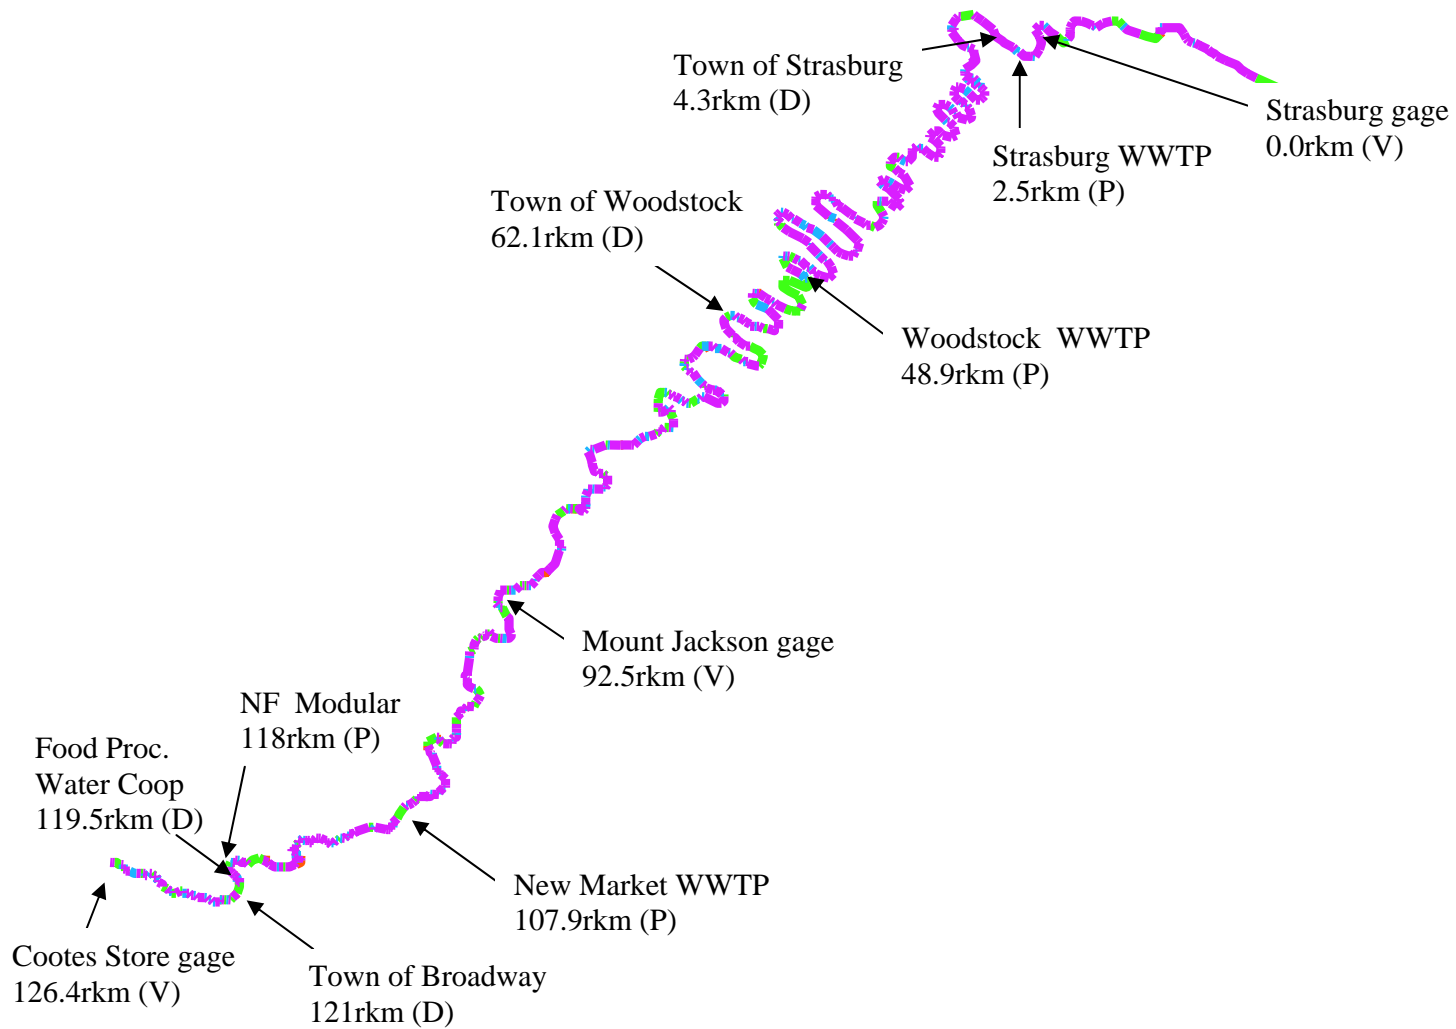 Town of Strasburg
4.3rkm (D)
Strasburg gage
0.0rkm (V)
Strasburg WWTP
2.5rkm (P)
Town of Woodstock
62.1rkm (D)
Woodstock  WWTP
48.9rkm (P)
Mount Jackson gage
92.5rkm (V)
NF  Modular
118rkm (P)
Food Proc.
Water Coop
119.5rkm (D)
New Market WWTP
107.9rkm (P)
Cootes Store gage
126.4rkm (V)
Town of Broadway
121rkm (D)